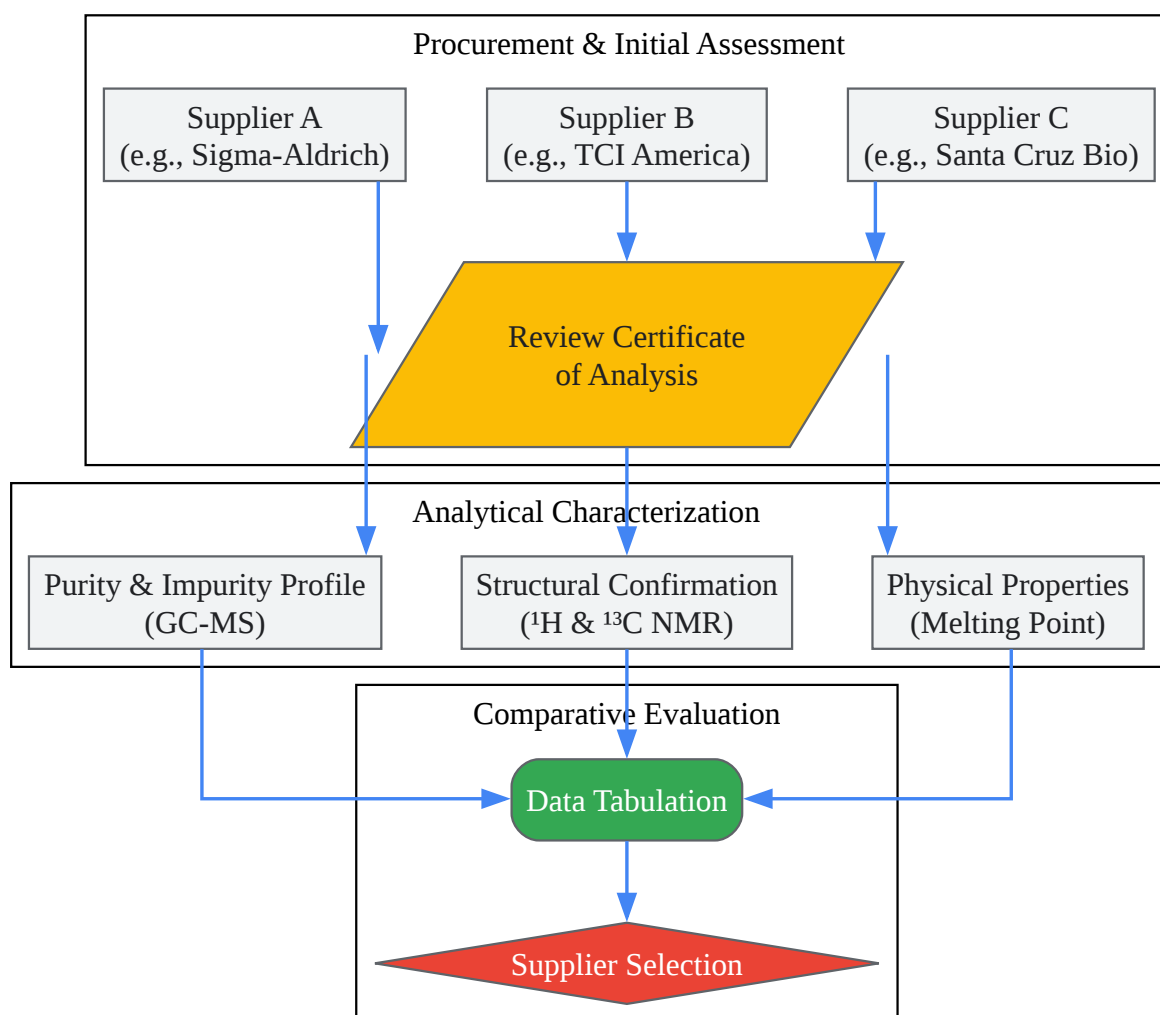 Procurement & Initial Assessment
Supplier A
(e.g., Sigma-Aldrich)
Supplier B
(e.g., TCI America)
Supplier C
(e.g., Santa Cruz Bio)
Review Certificate
of Analysis
Analytical Characterization
Purity & Impurity Profile
(GC-MS)
Structural Confirmation
(¹H & ¹³C NMR)
Physical Properties
(Melting Point)
Comparative Evaluation
Data Tabulation
Supplier Selection